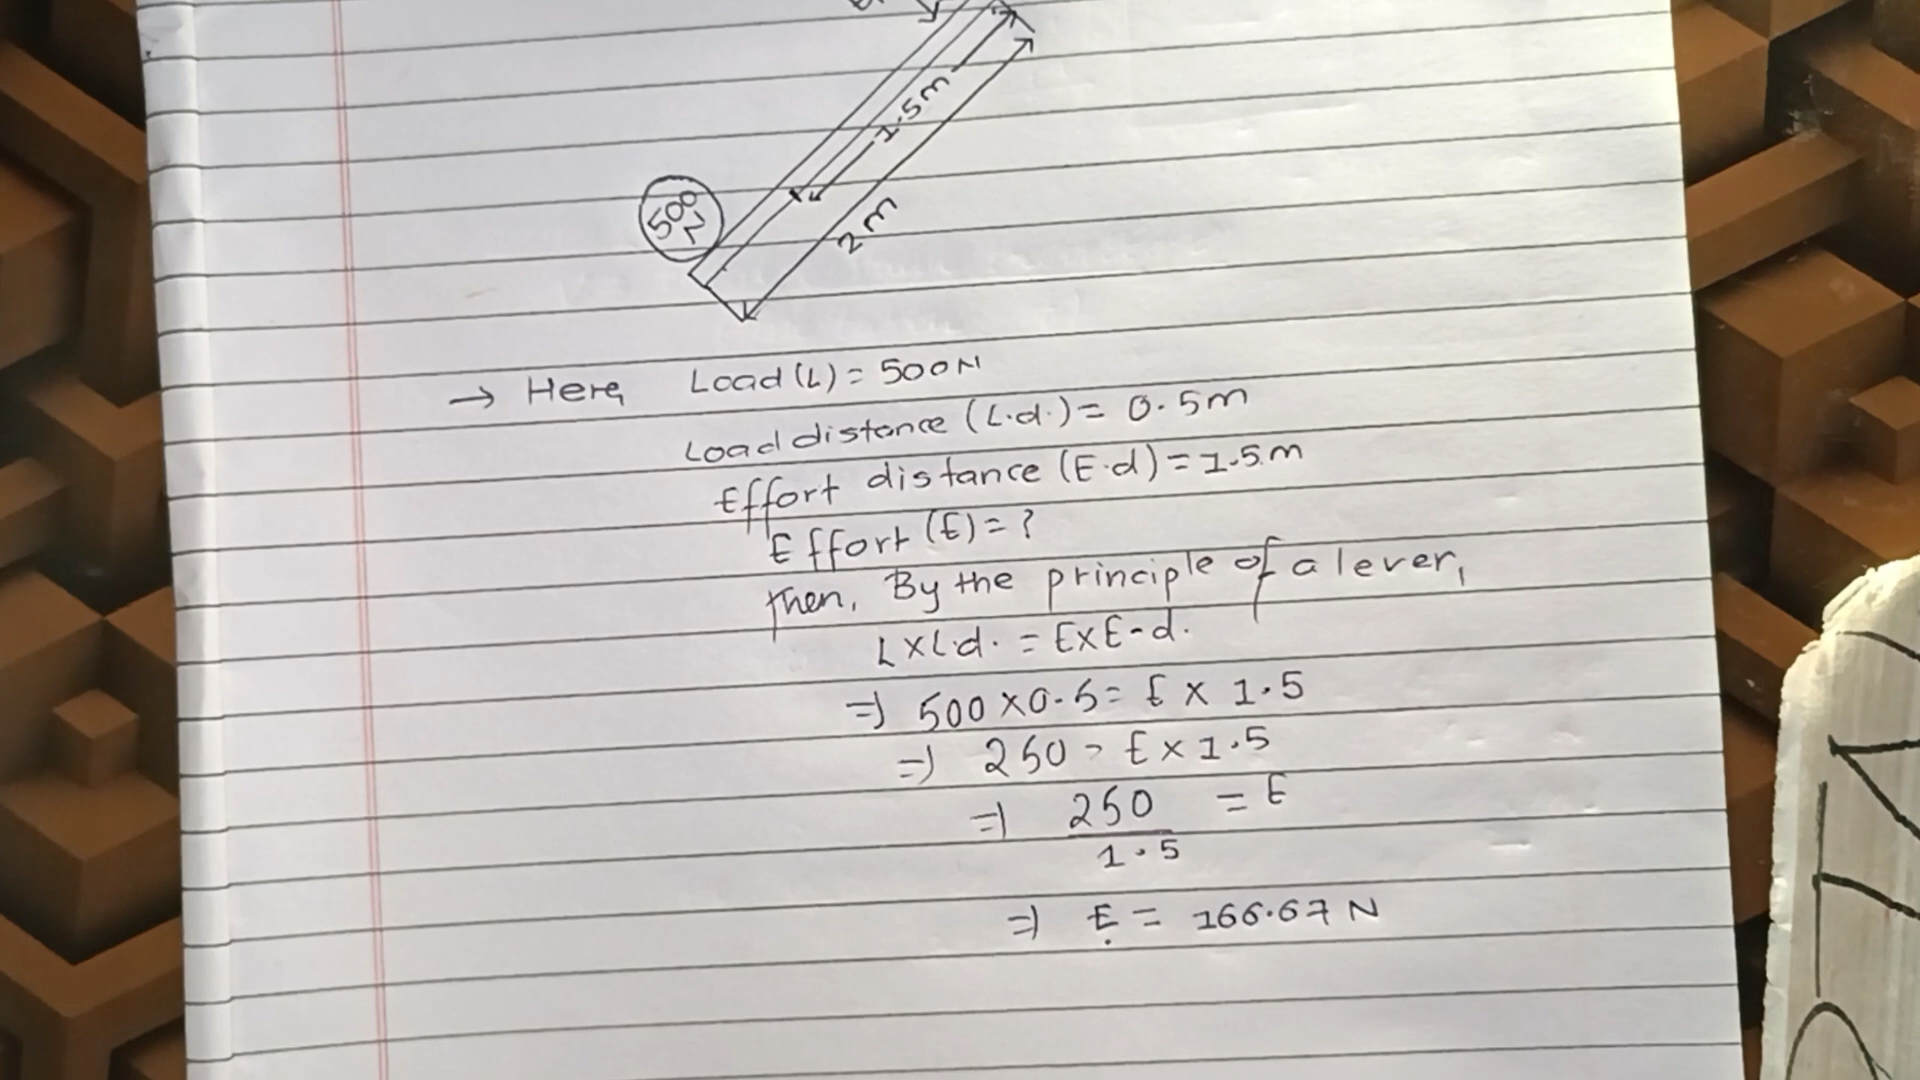 1.5m
500
N
2m
→ Here, Load (L) = 500N
Load distance (L.d.) = 0.5m
Effort distance (E.d) = 1.5m
Effort (E) = ?
then, By the principle of a lever,
L×L.d. = E×E-d.
⇒ 500×0.5 = E × 1.5
⇒ 250 = E × 1.5
⇒ 250/1.5 = E
⇒ E = 166.67 N